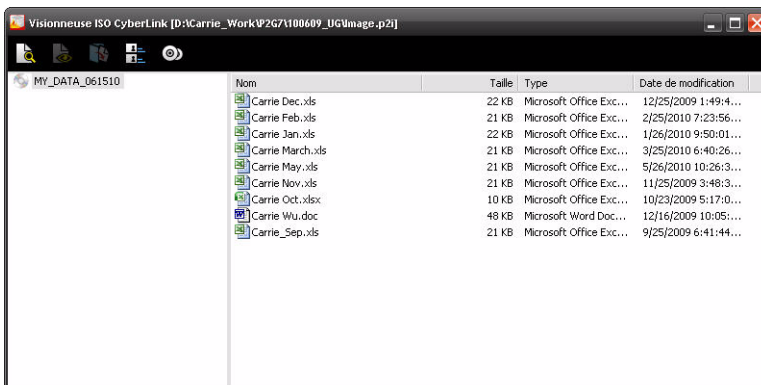 Visionneuse ISO CyberLink [D:\Carrie_Work\P2G7\100609_UG\Image.p2i]
MY_DATA_061510
Nom Taille Type Date de modification
Carrie Dec.xls 22 KB Microsoft Office Exc... 12/25/2009 1:49:4...
Carrie Feb.xls 21 KB Microsoft Office Exc... 2/25/2010 7:23:56...
Carrie Jan.xls 22 KB Microsoft Office Exc... 1/26/2010 9:50:01...
Carrie March.xls 21 KB Microsoft Office Exc... 3/25/2010 6:40:26...
Carrie May.xls 21 KB Microsoft Office Exc... 5/26/2010 10:26:3...
Carrie Nov.xls 21 KB Microsoft Office Exc... 11/25/2009 3:48:3...
Carrie Oct.xlsx 10 KB Microsoft Office Exc... 10/23/2009 5:17:0...
Carrie Wu.doc 48 KB Microsoft Word Doc... 12/16/2009 10:05:...
Carrie_Sep.xls 21 KB Microsoft Office Exc... 9/25/2009 6:41:44...